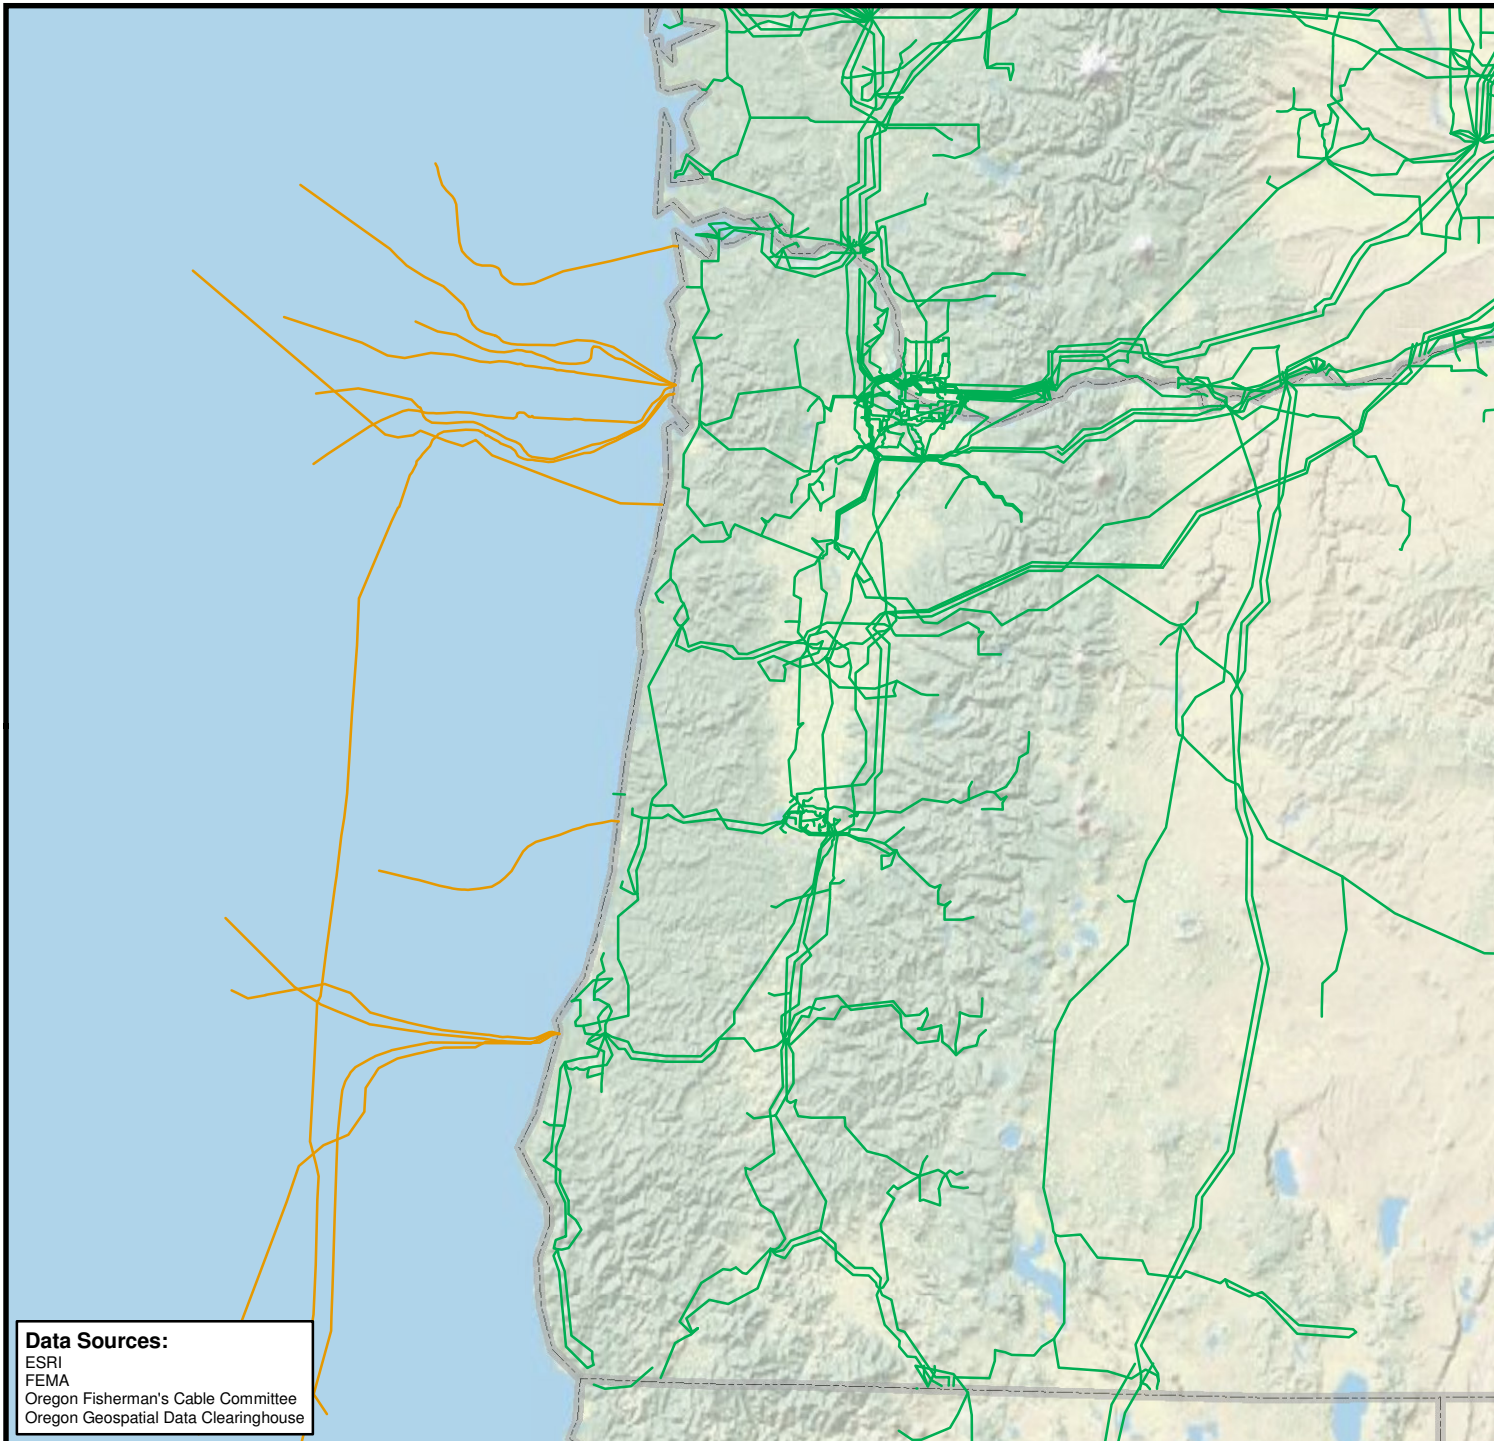 Data Sources:
ESRI
FEMA
Oregon Fisherman's Cable Committee
Oregon Geospatial Data Clearinghouse